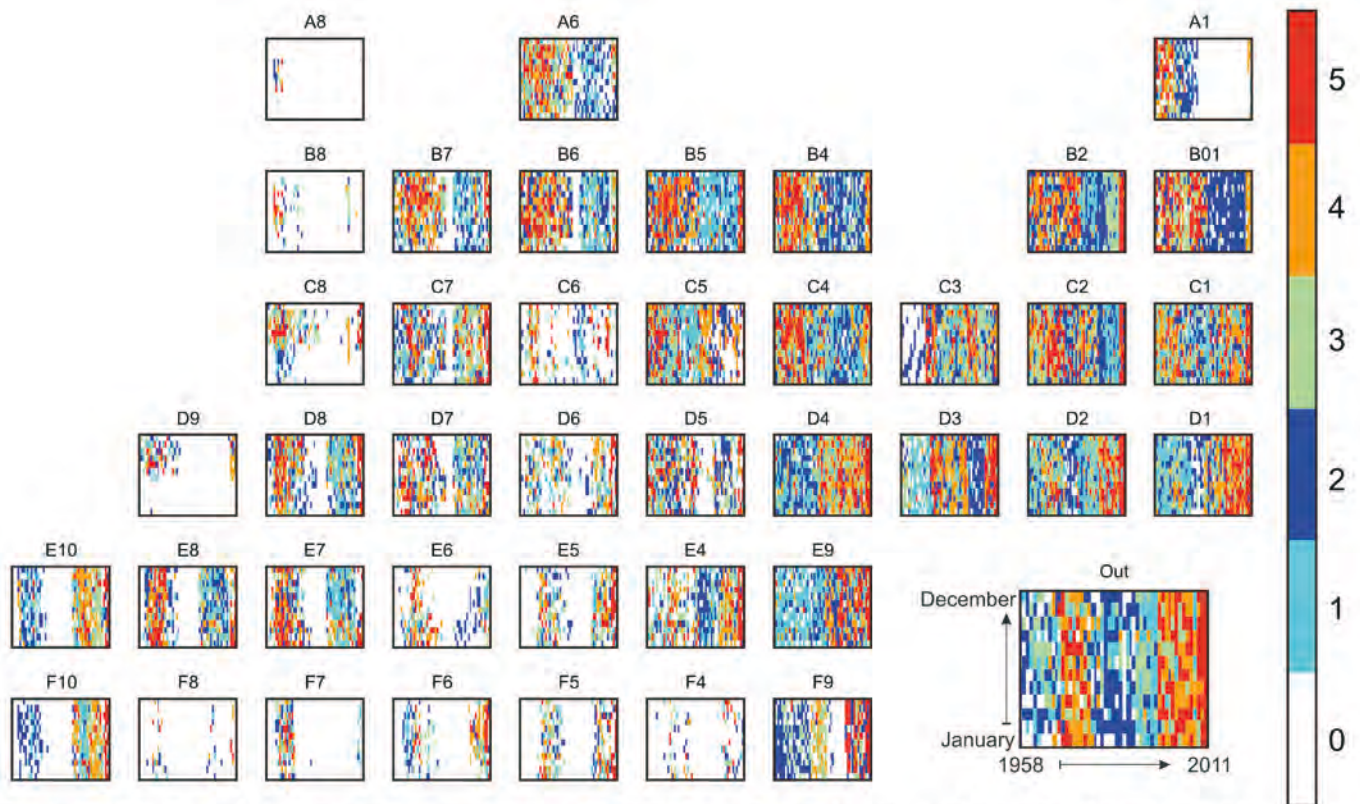 A8 A6 A1
B8 B7 B6 B5 B4 B2 B01
C8 C7 C6 C5 C4 C3 C2 C1
D9 D8 D7 D6 D5 D4 D3 D2 D1
E10 E8 E7 E6 E5 E4 E9
F10 F8 F7 F6 F5 F4 F9
Out
December
January
1958 2011
5
4
3
2
1
0